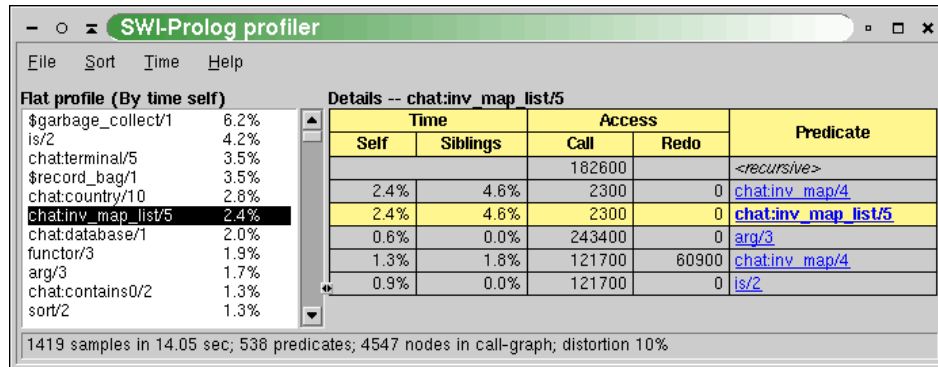 SWI-Prolog profiler
File Sort Time Help
Flat profile (By time self)
$garbage_collect/1 6.2%
is/2 4.2%
chat:terminal/5 3.5%
$record_bag/1 3.5%
chat:country/10 2.8%
chat:inv_map_list/5 2.4%
chat:database/1 2.0%
functor/3 1.9%
arg/3 1.7%
chat:contains0/2 1.3%
sort/2 1.3%
Details -- chat:inv_map_list/5
Time Access Predicate
Self Siblings Call Redo
182600 <recursive>
2.4% 4.6% 2300 0 chat:inv_map/4
2.4% 4.6% 2300 0 chat:inv_map_list/5
0.6% 0.0% 243400 0 arg/3
1.3% 1.8% 121700 60900 chat:inv_map/4
0.9% 0.0% 121700 0 is/2
1419 samples in 14.05 sec; 538 predicates; 4547 nodes in call-graph; distortion 10%